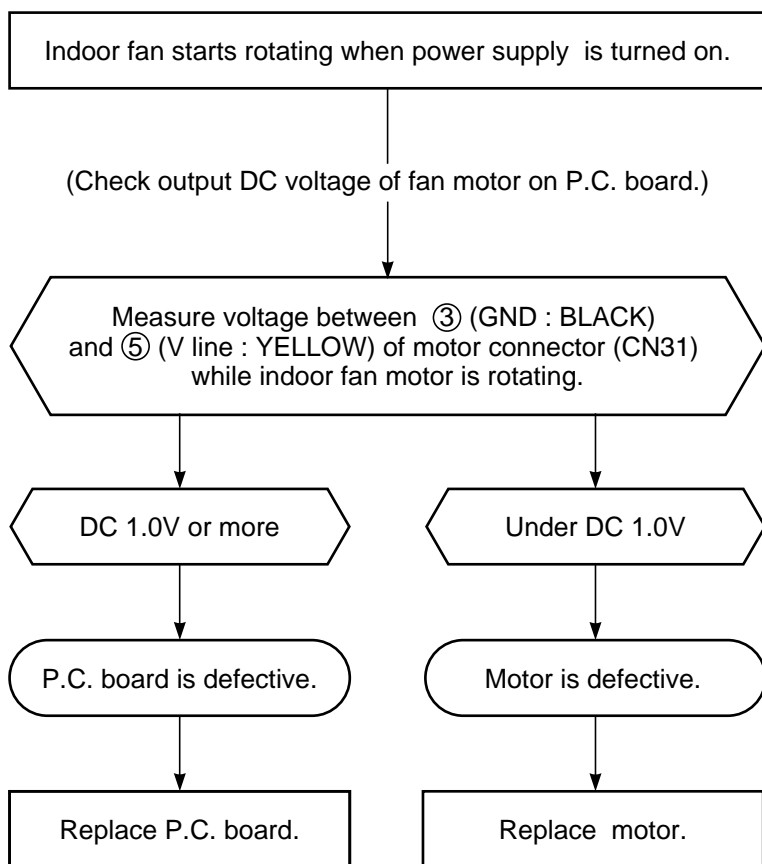 Indoor fan starts rotating when power supply is turned on.
(Check output DC voltage of fan motor on P.C. board.)
Measure voltage between ③ (GND : BLACK)
and ⑤ (V line : YELLOW) of motor connector (CN31)
while indoor fan motor is rotating.
DC 1.0V or more
Under DC 1.0V
P.C. board is defective.
Motor is defective.
Replace P.C. board.
Replace motor.